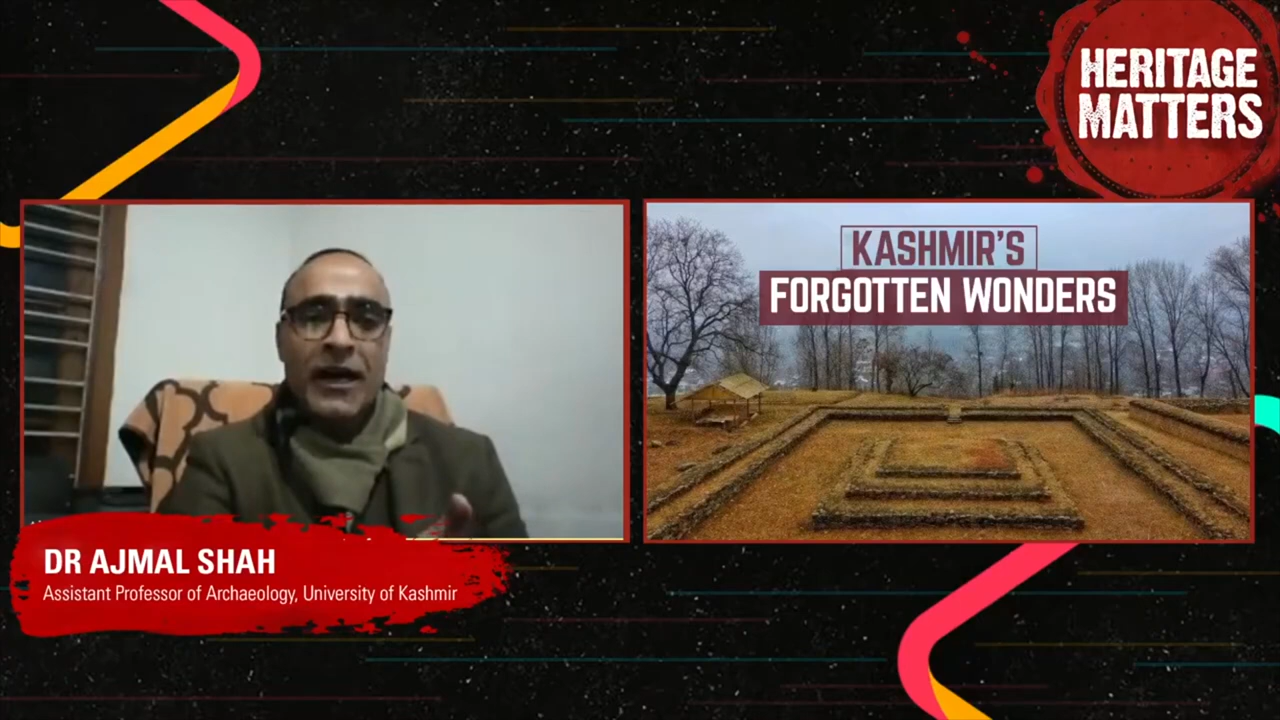 HERITAGE
MATTERS
KASHMIR'S
FORGOTTEN WONDERS
DR AJMAL SHAH
Assistant Professor of Archaeology, University of Kashmir